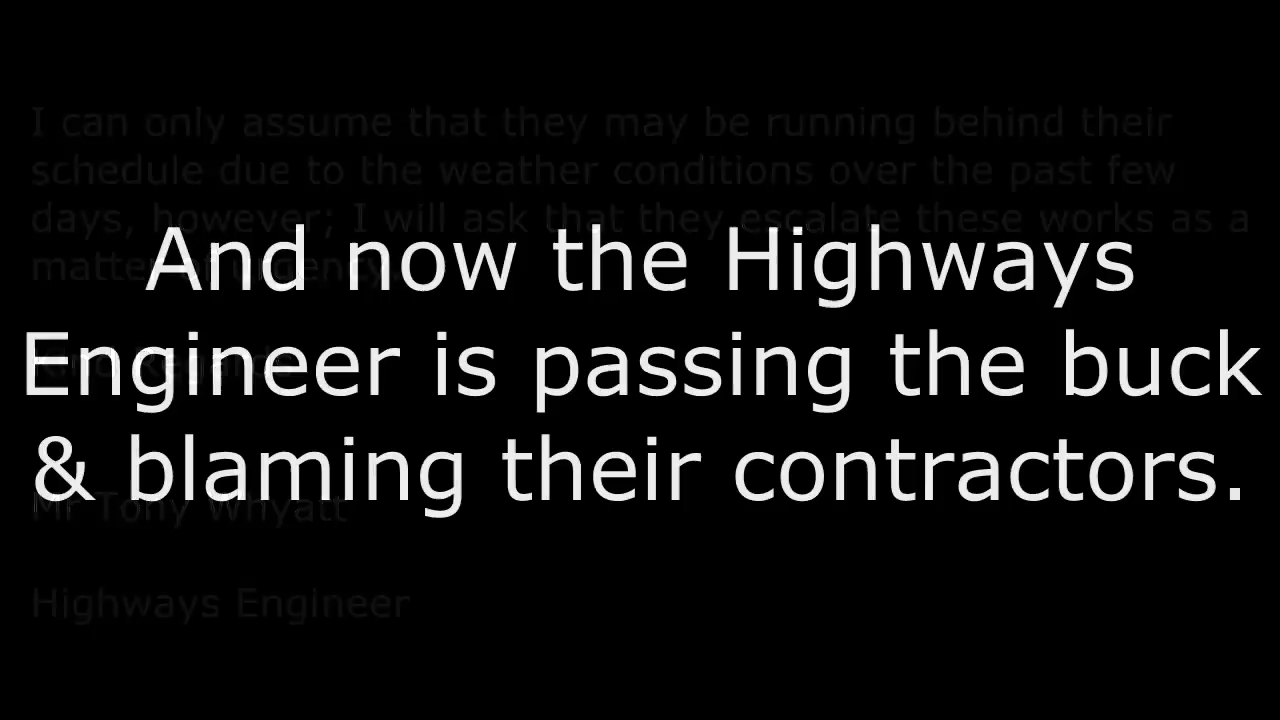 I can only assume that they may be running behind their
schedule due to the weather conditions over the past few
days, however; I will ask that they escalate these works as a
matter of urgency.
And now the Highways
Kind Regards
Engineer is passing the buck
& blaming their contractors.
Mr Tony Whyatt
Highways Engineer